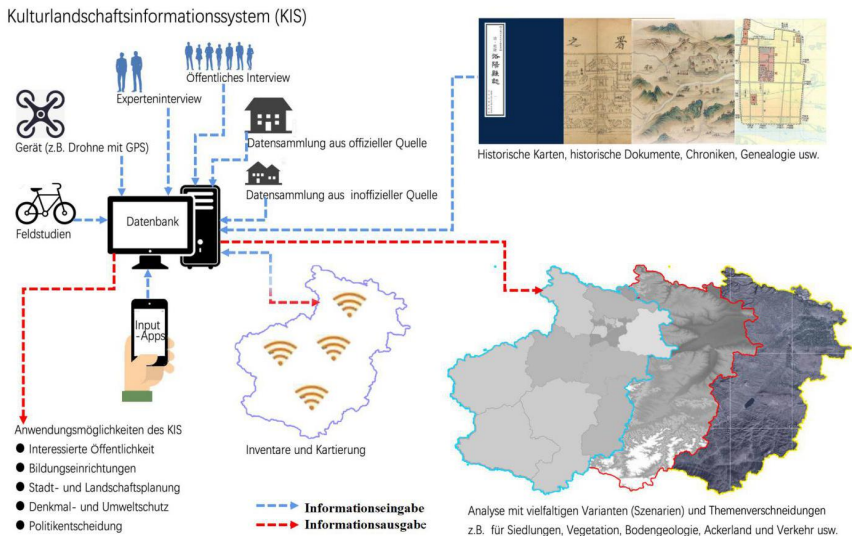 Kulturlandschaftsinformationssystem (KIS)
Öffentliches Interview
Experteninterview
Gerät (z.B. Drohne mit GPS)
Datensammlung aus offizieller Quelle
Datensammlung aus inoffizieller Quelle
Historische Karten, historische Dokumente, Chroniken, Genealogie usw.
Datenbank
Feldstudien
Input
-Apps
Inventare und Kartierung
Anwendungsmöglichkeiten des KIS
● Interessierte Öffentlichkeit
● Bildungseinrichtungen
● Stadt- und Landschaftsplanung
● Denkmal- und Umweltschutz
● Politikentscheidung
Informationseingabe
Informationsausgabe
Analyse mit vielfaltigen Varianten (Szenarien) und Themenverschneidungen
z.B. für Siedlungen, Vegetation, Bodengeologie, Ackerland und Verkehr usw.